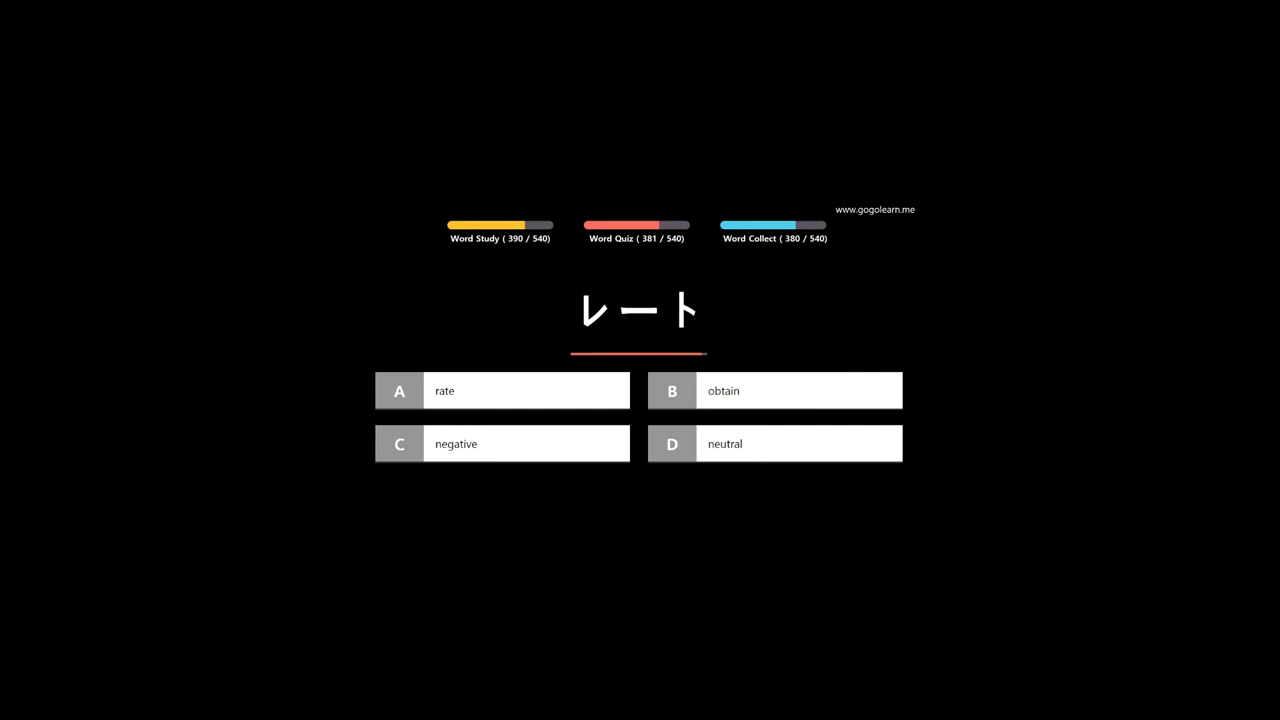 www.gogolearn.me
Word Study ( 390 / 540)
Word Quiz ( 381 / 540)
Word Collect ( 380 / 540)
レート
A rate
B obtain
C negative
D neutral